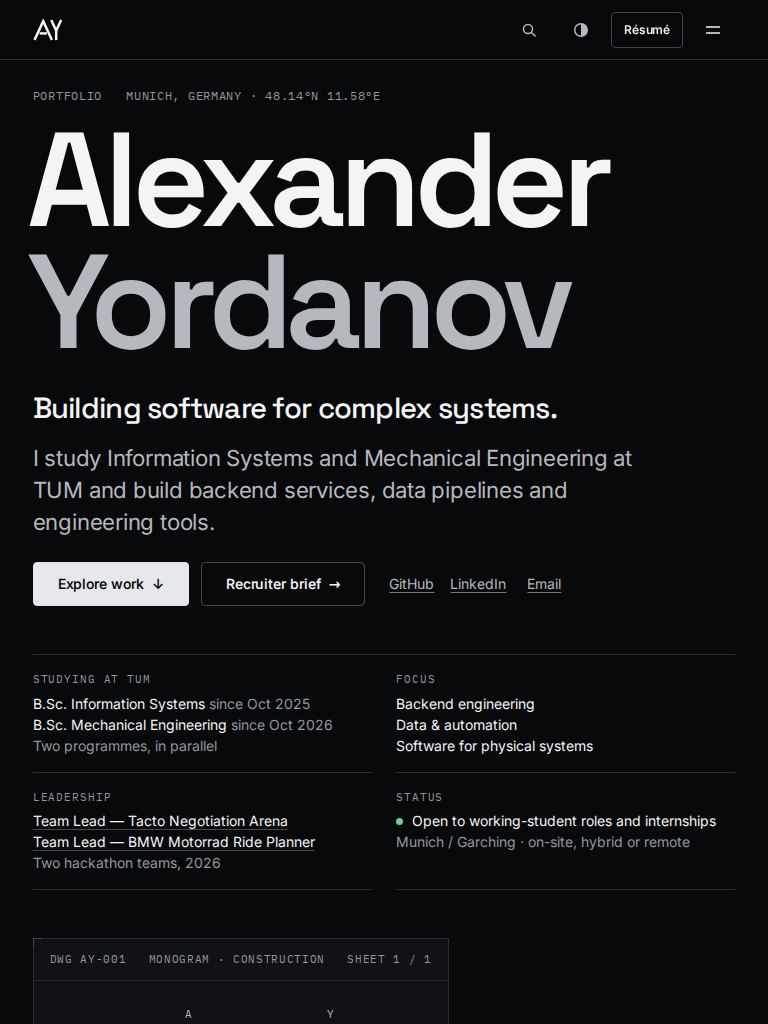 AY
Résumé
PORTFOLIO MUNICH, GERMANY · 48.14°N 11.58°E
Alexander
Yordanov
Building software for complex systems.
I study Information Systems and Mechanical Engineering at
TUM and build backend services, data pipelines and
engineering tools.
Explore work ↓ Recruiter brief → GitHub LinkedIn Email
STUDYING AT TUM
B.Sc. Information Systems since Oct 2025
B.Sc. Mechanical Engineering since Oct 2026
Two programmes, in parallel
FOCUS
Backend engineering
Data & automation
Software for physical systems
LEADERSHIP
Team Lead — Tacto Negotiation Arena
Team Lead — BMW Motorrad Ride Planner
Two hackathon teams, 2026
STATUS
Open to working-student roles and internships
Munich / Garching · on-site, hybrid or remote
DWG AY-001 MONOGRAM · CONSTRUCTION SHEET 1 / 1
A Y